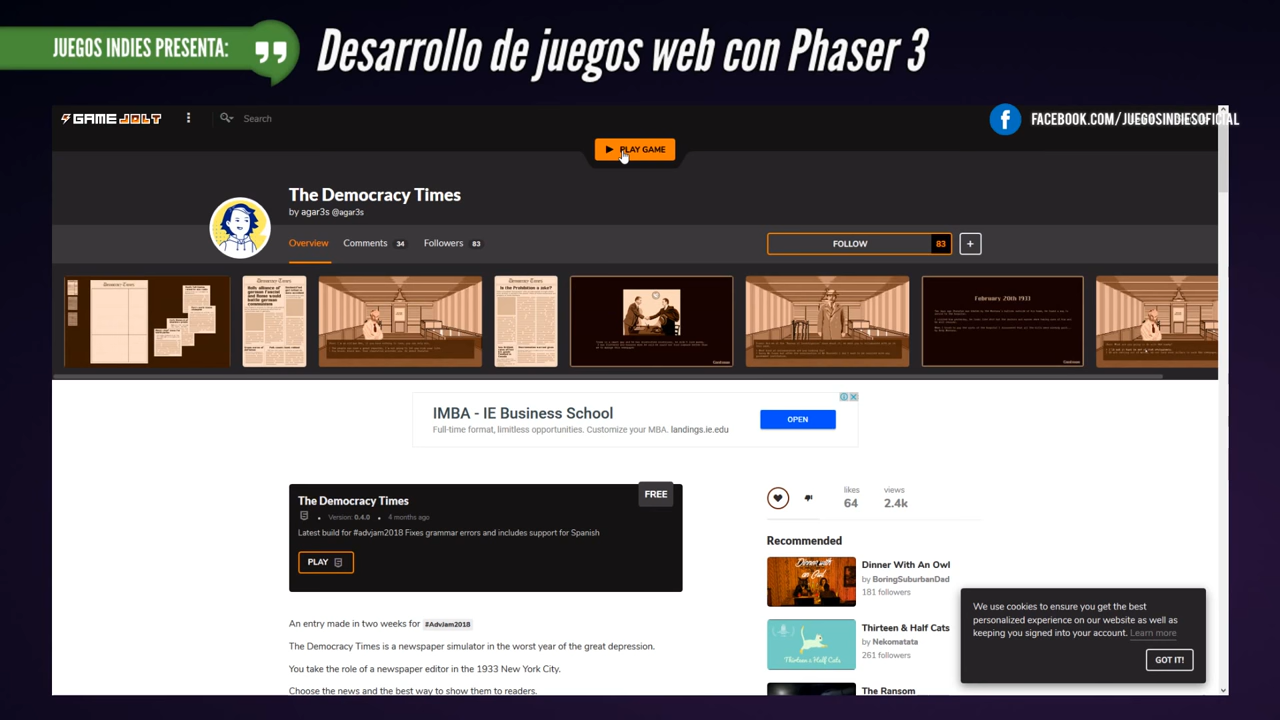 JUEGOS INDIES PRESENTA:
Desarrollo de juegos web con Phaser 3
GAME JOLT
Search
FACEBOOK.COM/JUEGOSINDIESOFICIAL
PLAY GAME
The Democracy Times
by agar3s @agar3s
Overview
Comments 34
Followers 83
FOLLOW 83
Is the Prohibition a joke?
February 20th 1933
IMBA - IE Business School
Full-time format, limitless opportunities. Customize your MBA. landings.ie.edu
OPEN
The Democracy Times
FREE
Version: 0.4.0 • 4 months ago
Latest build for #advjam2018 Fixes grammar errors and includes support for Spanish
PLAY
An entry made in two weeks for #Advjam2018
The Democracy Times is a newspaper simulator in the worst year of the great depression.
You take the role of a newspaper editor in the 1933 New York City.
Choose the news and the best way to show them to readers.
likes
64
views
2.4k
Recommended
Dinner With An Owl
by BoringSuburbanDad
181 followers
Thirteen & Half Cats
by Nekomatata
261 followers
The Ransom
We use cookies to ensure you get the best
personalized experience on our website as well as
keeping you signed into your account. Learn more
GOT IT!